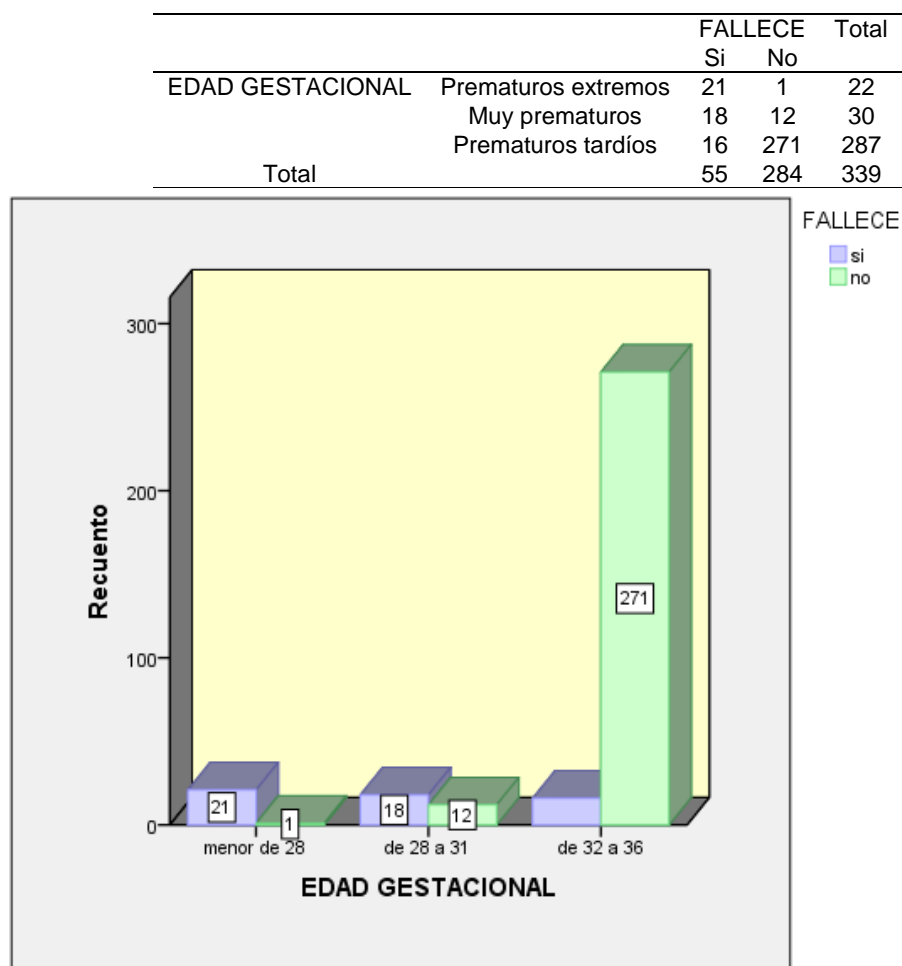 FALLECE Total
Si No
EDAD GESTACIONAL Prematuros extremos 21 1 22
Muy prematuros 18 12 30
Prematuros tardíos 16 271 287
Total 55 284 339
FALLECE
si
no
300
200
100
0
Recuento
271
21
1
18
12
menor de 28 de 28 a 31 de 32 a 36
EDAD GESTACIONAL